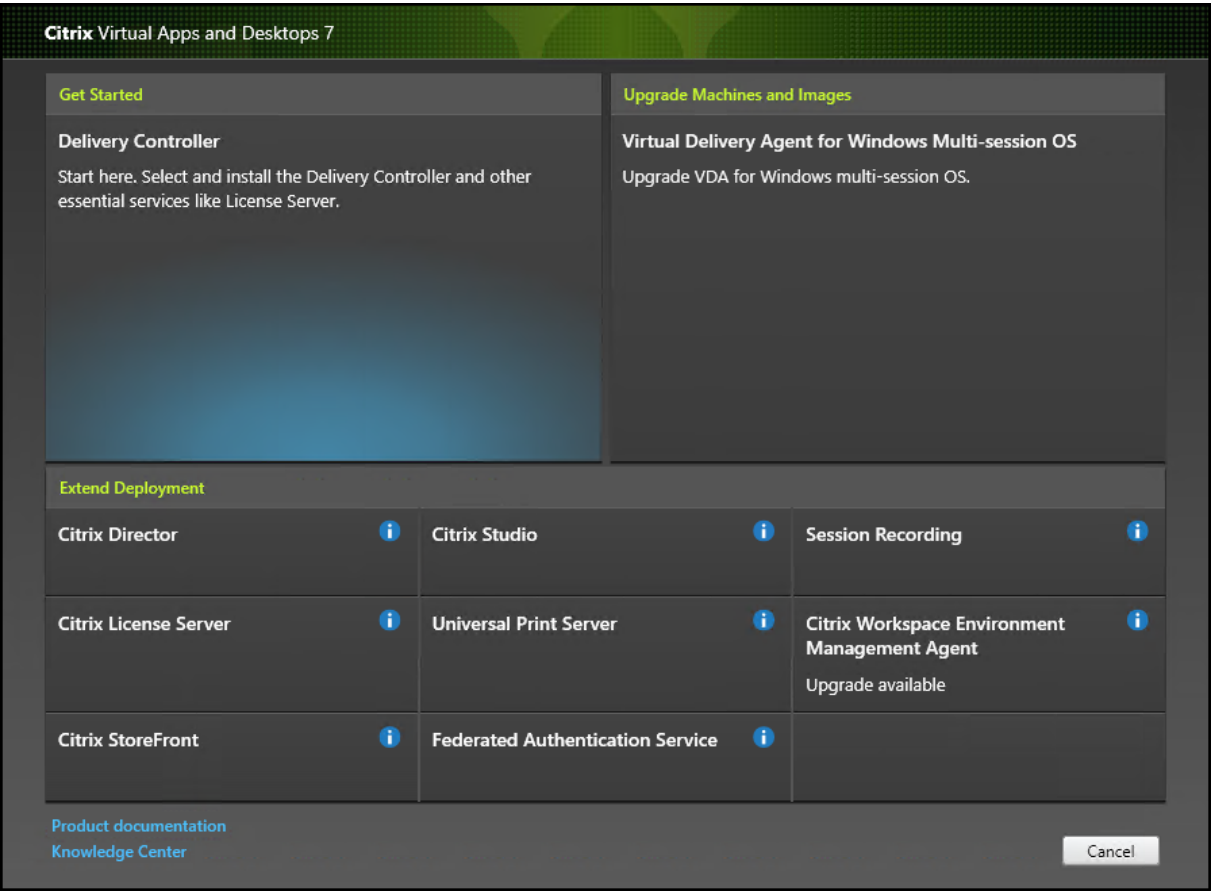 Citrix Virtual Apps and Desktops 7
Get Started
Delivery Controller
Start here. Select and install the Delivery Controller and other
essential services like License Server.
Upgrade Machines and Images
Virtual Delivery Agent for Windows Multi-session OS
Upgrade VDA for Windows multi-session OS.
Extend Deployment
Citrix Director
Citrix Studio
Session Recording
Citrix License Server
Universal Print Server
Citrix Workspace Environment
Management Agent
Upgrade available
Citrix StoreFront
Federated Authentication Service
Product documentation
Knowledge Center
Cancel